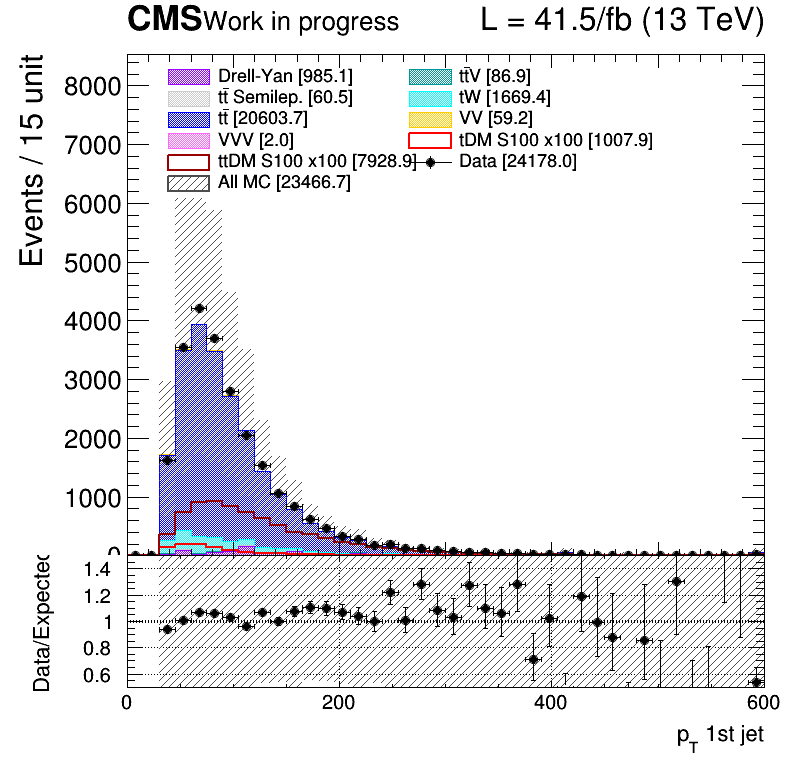 CMS Work in progress L = 41.5/fb (13 TeV)
Events / 15 unit
8000
7000
6000
5000
4000
3000
2000
1000
0
Drell-Yan [985.1]
tt̄ Semilep. [60.5]
tt̄ [20603.7]
VVV [2.0]
ttDM S100 x100 [7928.9]
All MC [23466.7]
tt̄V [86.9]
tW [1669.4]
VV [59.2]
tDM S100 x100 [1007.9]
Data [24178.0]
Data/Expected
1.4
1.2
1
0.8
0.6
0 200 400 600
p_T 1st jet